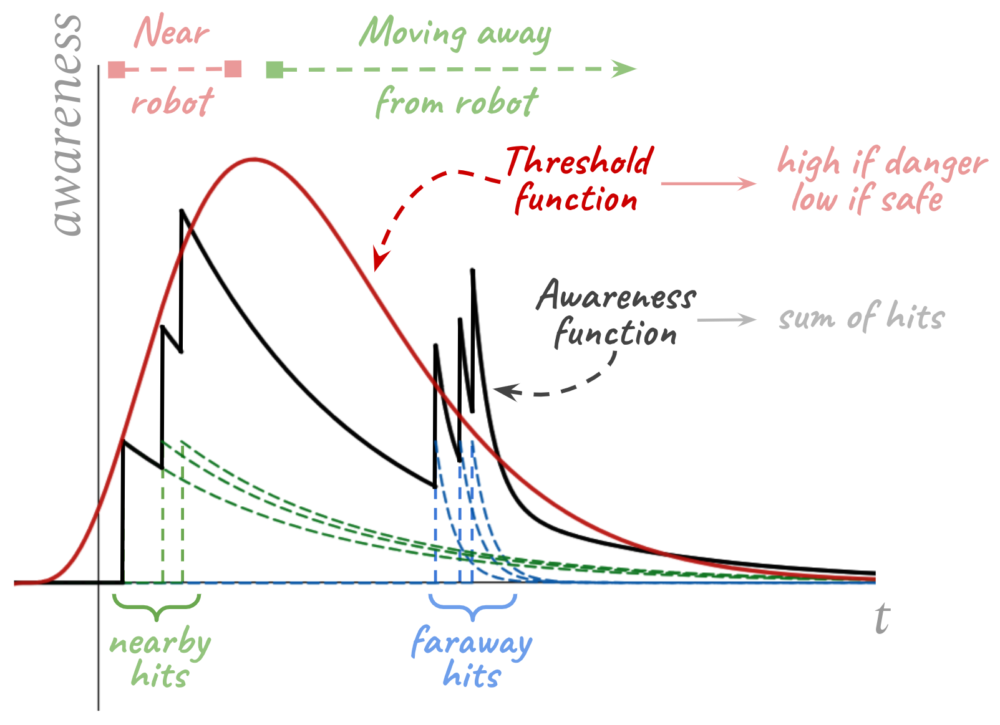 awareness
Near
robot
Moving away
from robot
Threshold
function
high if danger
low if safe
Awareness
function
sum of hits
t
nearby
hits
faraway
hits